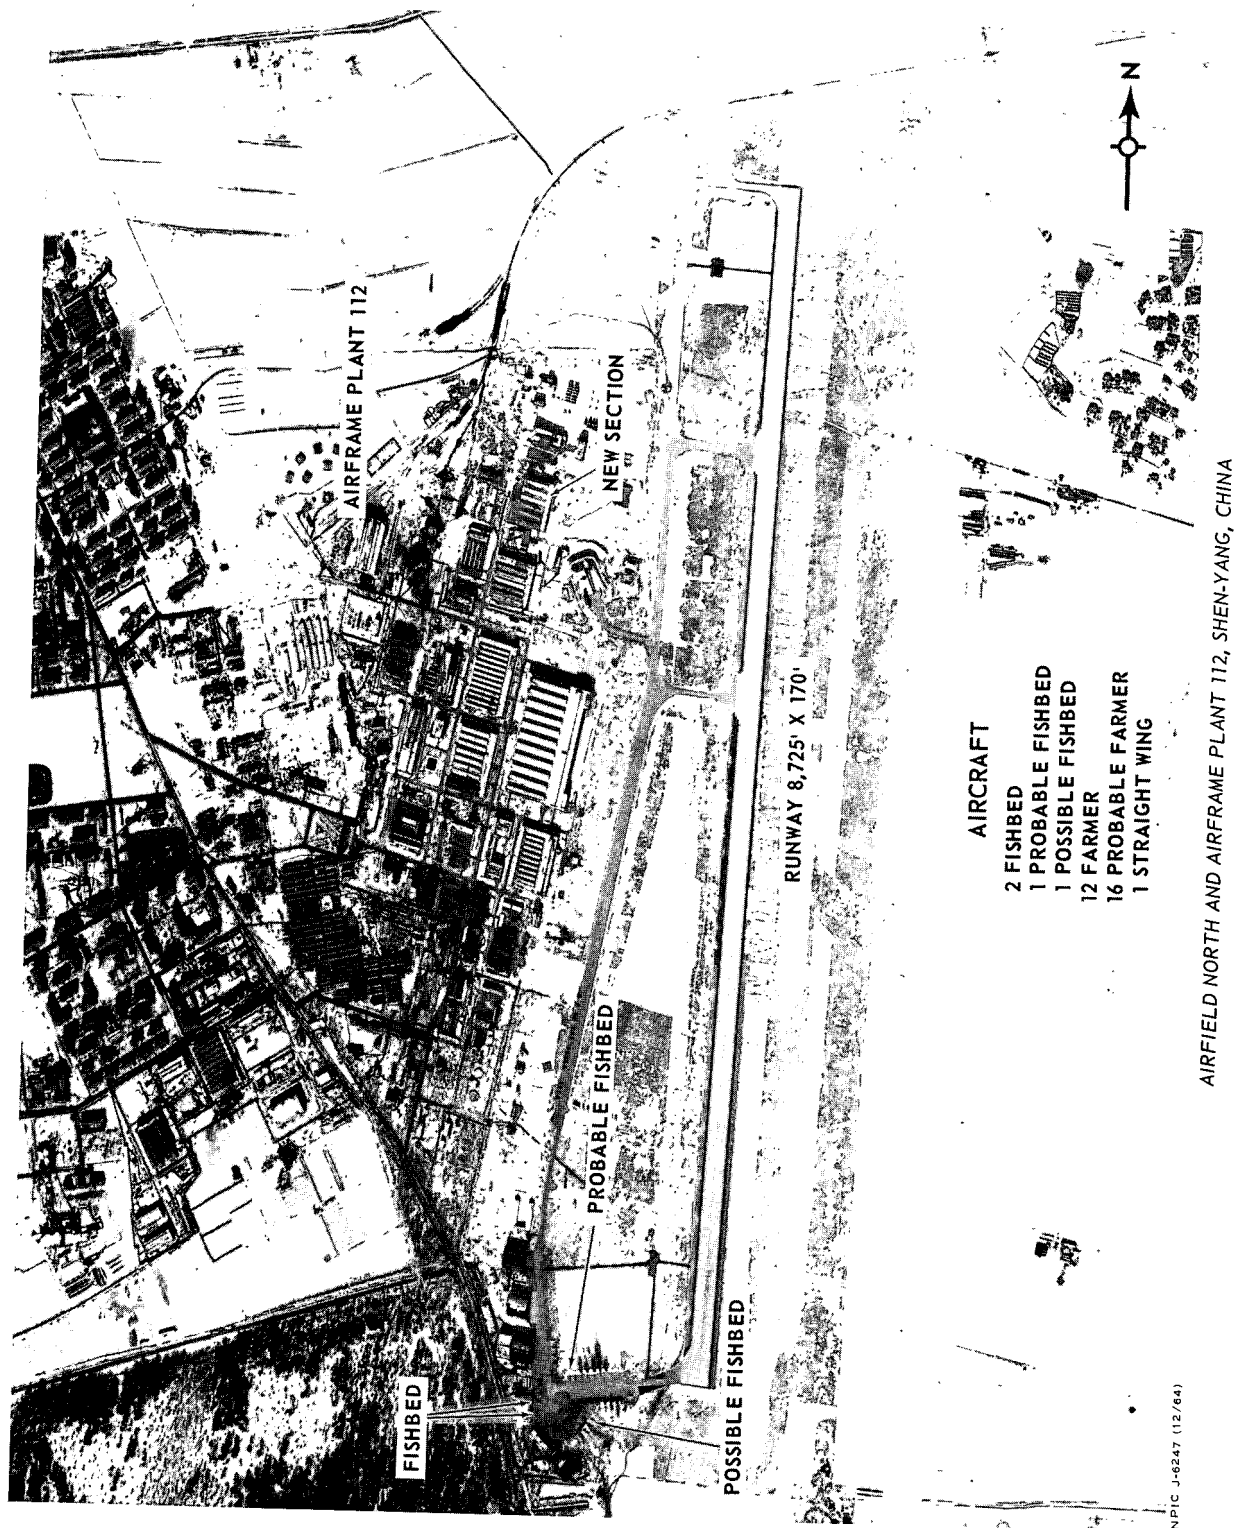 AIRFRAME PLANT 112
NEW SECTION
N
RUNWAY 8,725' X 170'
PROBABLE FISHBED
FISHBED
POSSIBLE FISHBED
AIRCRAFT
2 FISHBED
1 PROBABLE FISHBED
1 POSSIBLE FISHBED
12 FARMER
16 PROBABLE FARMER
1 STRAIGHT WING
AIRFIELD NORTH AND AIRFRAME PLANT 112, SHEN-YANG, CHINA
NPIC J-6247 (12/64)